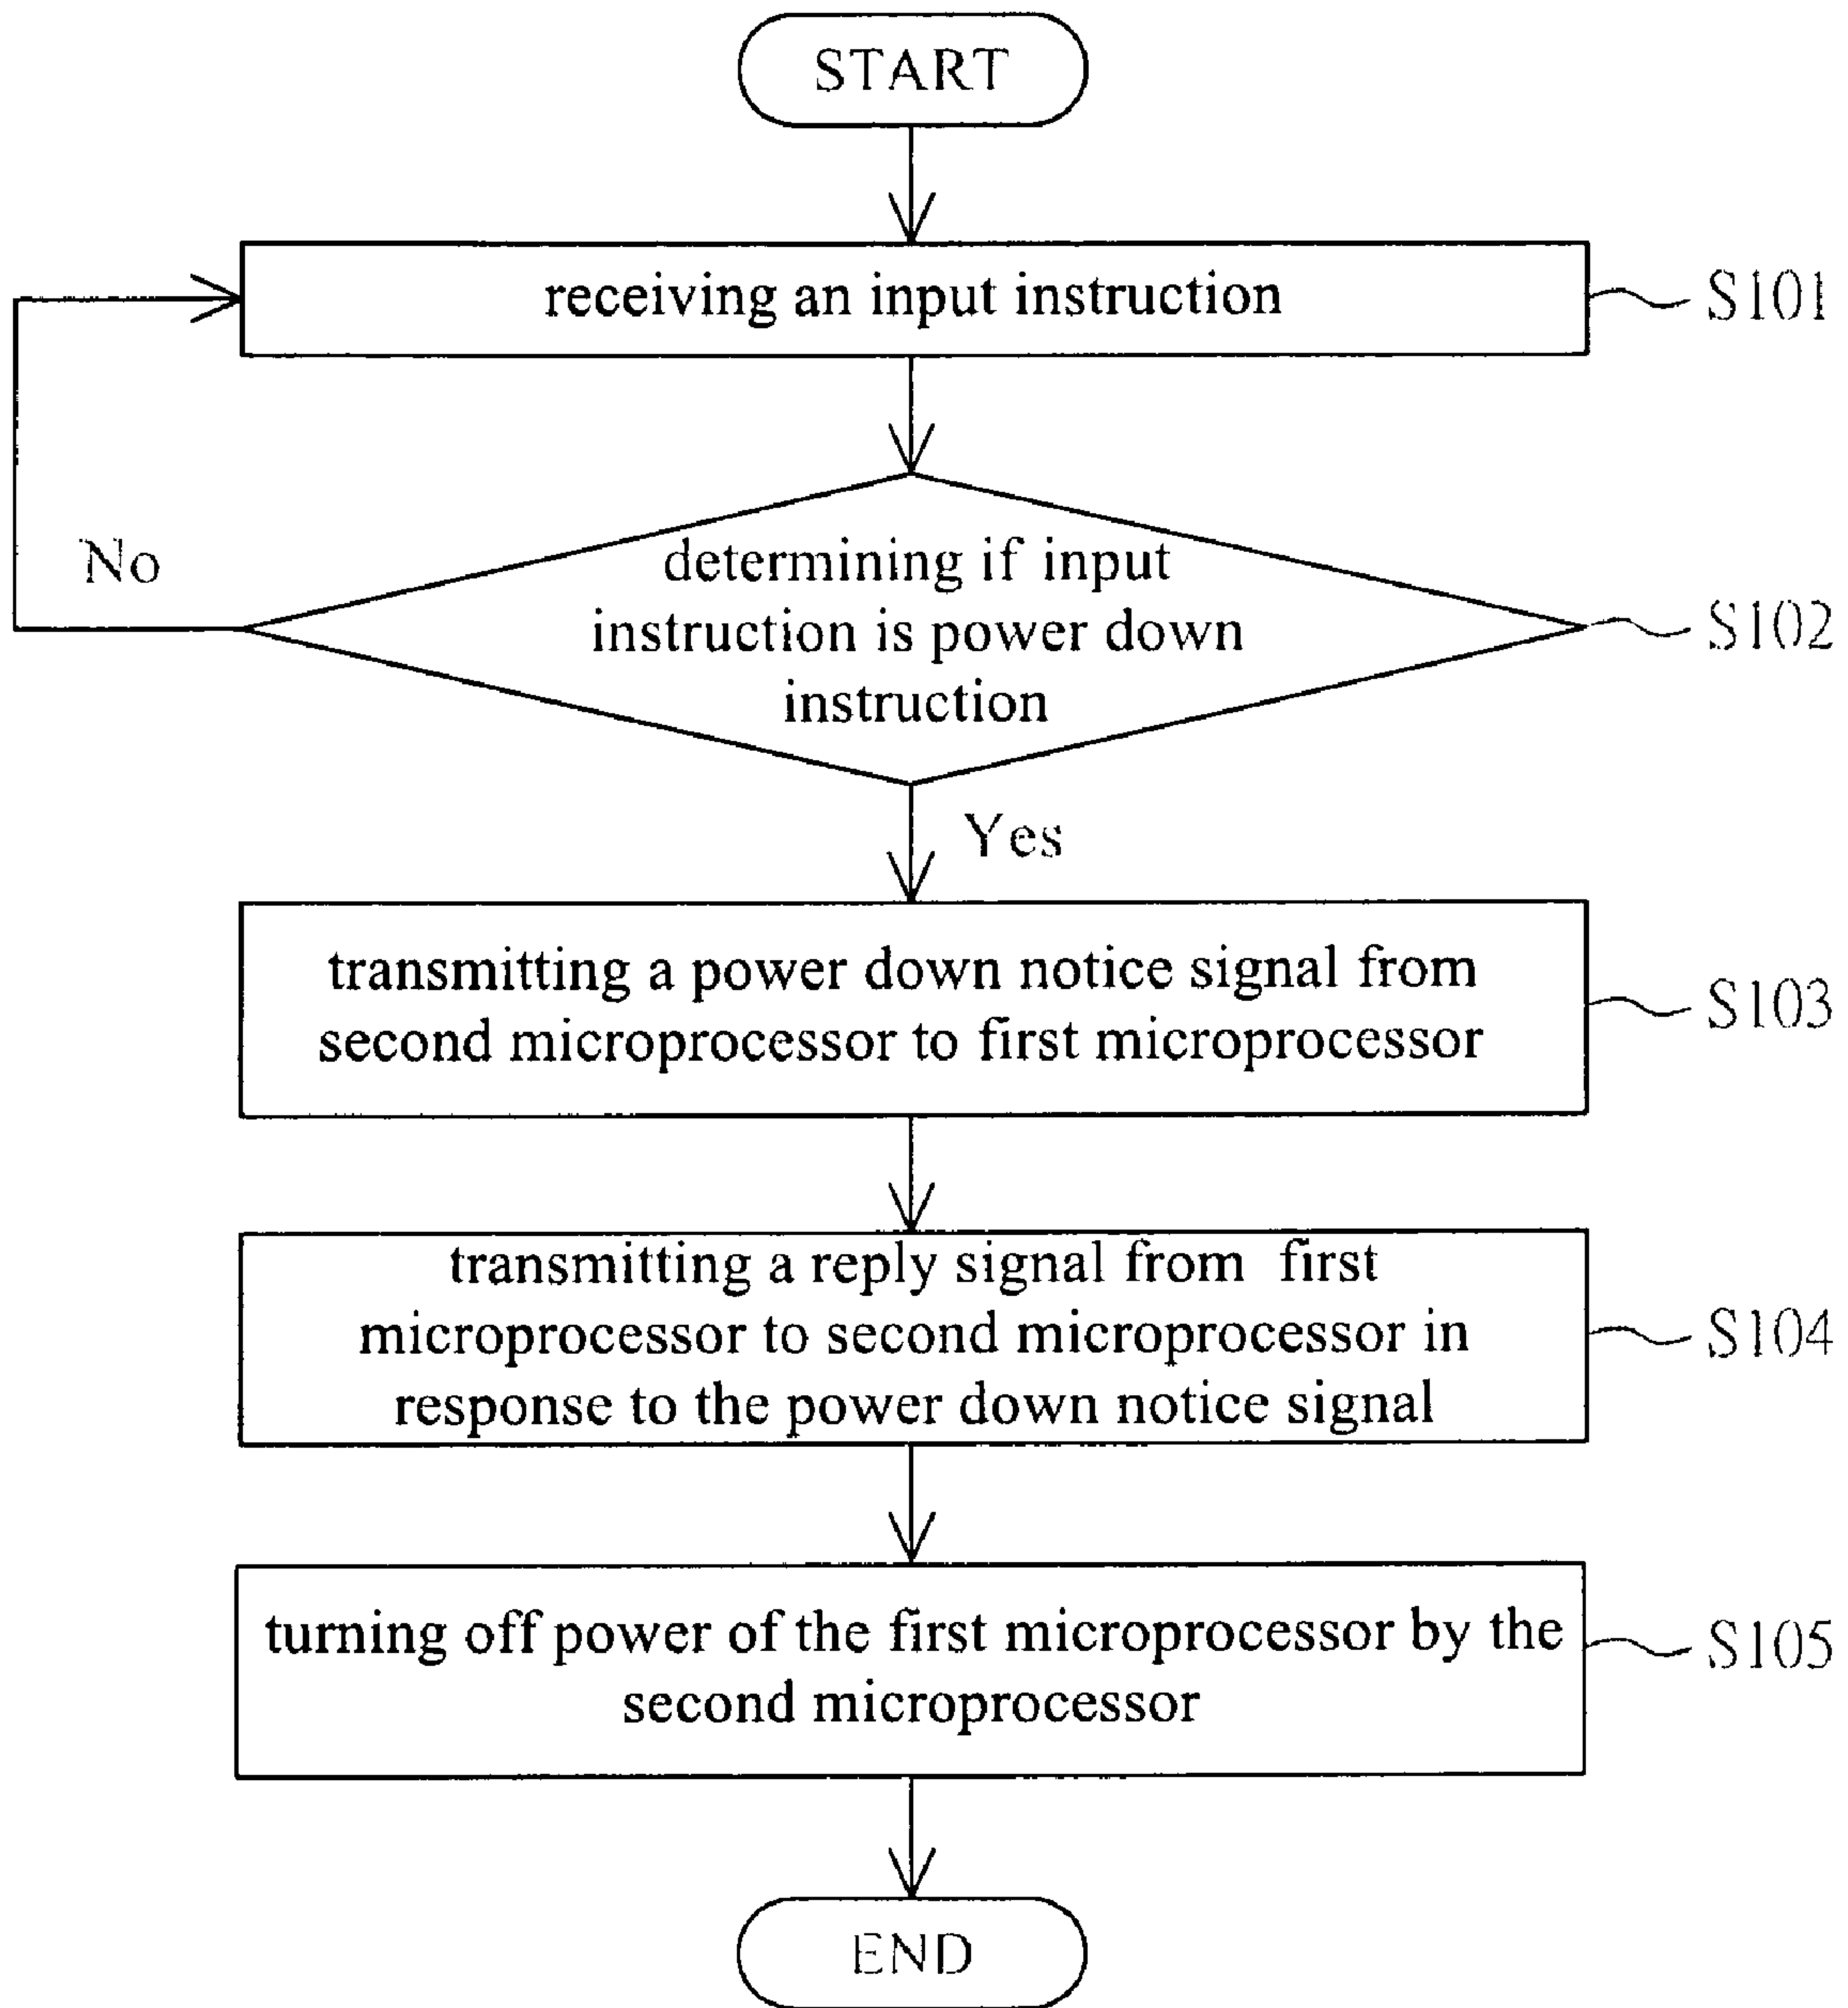 START
receiving an input instruction
S101
No
determining if input
instruction is power down
instruction
S102
Yes
transmitting a power down notice signal from
second microprocessor to first microprocessor
S103
transmitting a reply signal from first
microprocessor to second microprocessor in
response to the power down notice signal
S104
turning off power of the first microprocessor by the
second microprocessor
S105
END